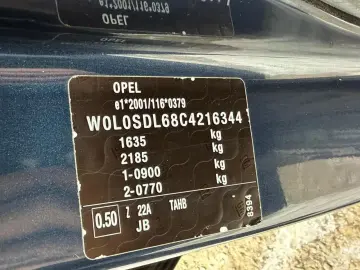 OPEL
e1*2001/116*0379
W0L0SDL68C4216344
1635 kg
2185 kg
1-0900 kg
2-0770 kg
0.50 Z 22A TAHB
JB
8394